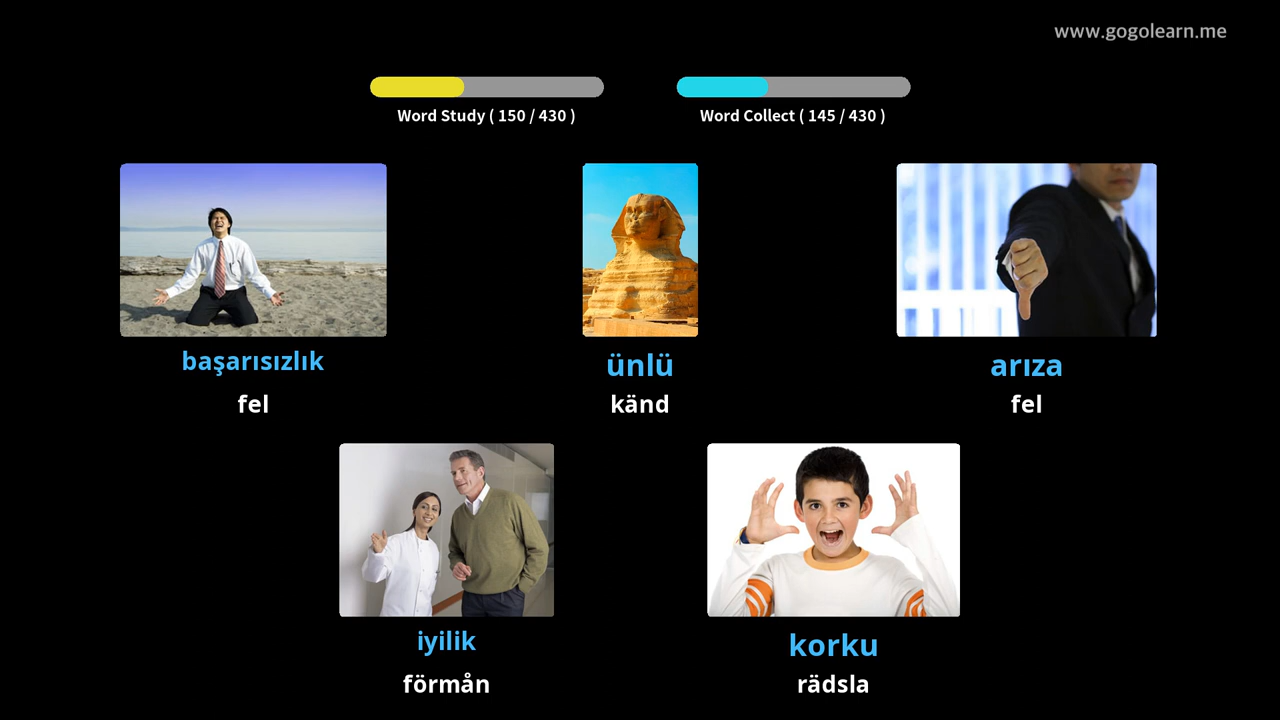 www.gogolearn.me
Word Study ( 150 / 430 )
Word Collect ( 145 / 430 )
başarısızlık
fel
ünlü
känd
arıza
fel
iyilik
förmån
korku
rädsla